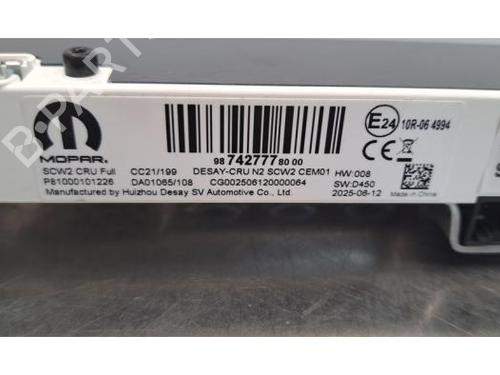 B-PARTS
MOPAR.
98 742777 80 00
E24 10R-06 4994
SCW2 CRU Full CC21/199 DESAY-CRU N2 SCW2 CEM01 HW:008
P81000101226 DA01065/108 CG002506120000064 SW:D450
Manufactured by Huizhou Desay SV Automotive Co., Ltd. 2025-06-12 Made in China